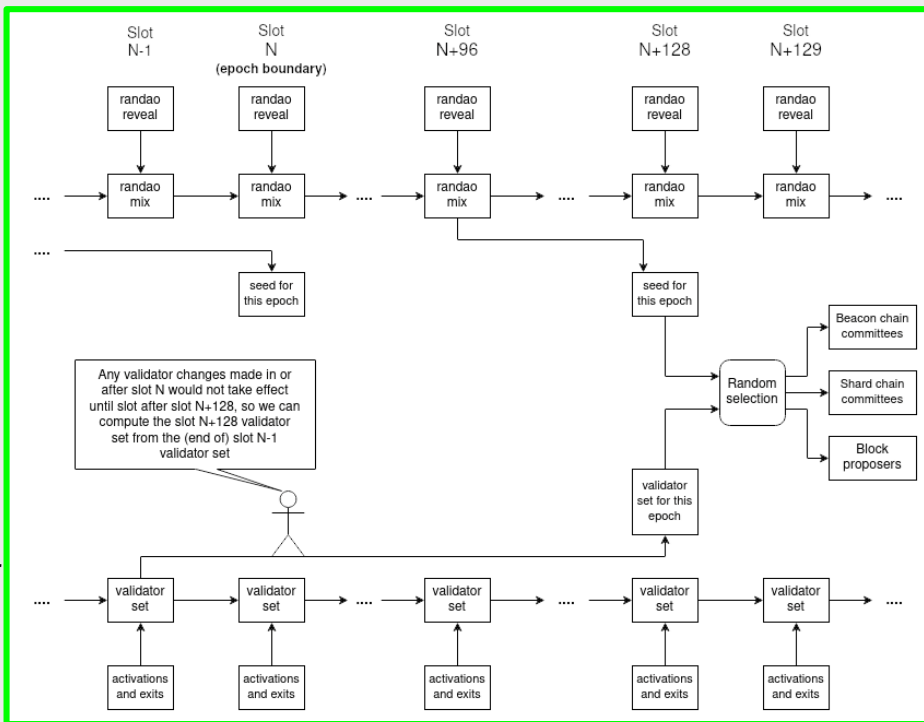 Slot
N-1
Slot
N
(epoch boundary)
Slot
N+96
Slot
N+128
Slot
N+129
randao
reveal
randao
reveal
randao
reveal
randao
reveal
randao
reveal
....
randao
mix
randao
mix
....
randao
mix
....
randao
mix
randao
mix
....
....
seed for
this epoch
seed for
this epoch
Beacon chain
committees
Any validator changes made in or
after slot N would not take effect
until slot after slot N+128, so we can
compute the slot N+128 validator
set from the (end of) slot N-1
validator set
Random
selection
Shard chain
committees
Block
proposers
validator
set for this
epoch
....
validator
set
validator
set
....
validator
set
....
validator
set
validator
set
....
activations
and exits
activations
and exits
activations
and exits
activations
and exits
activations
and exits